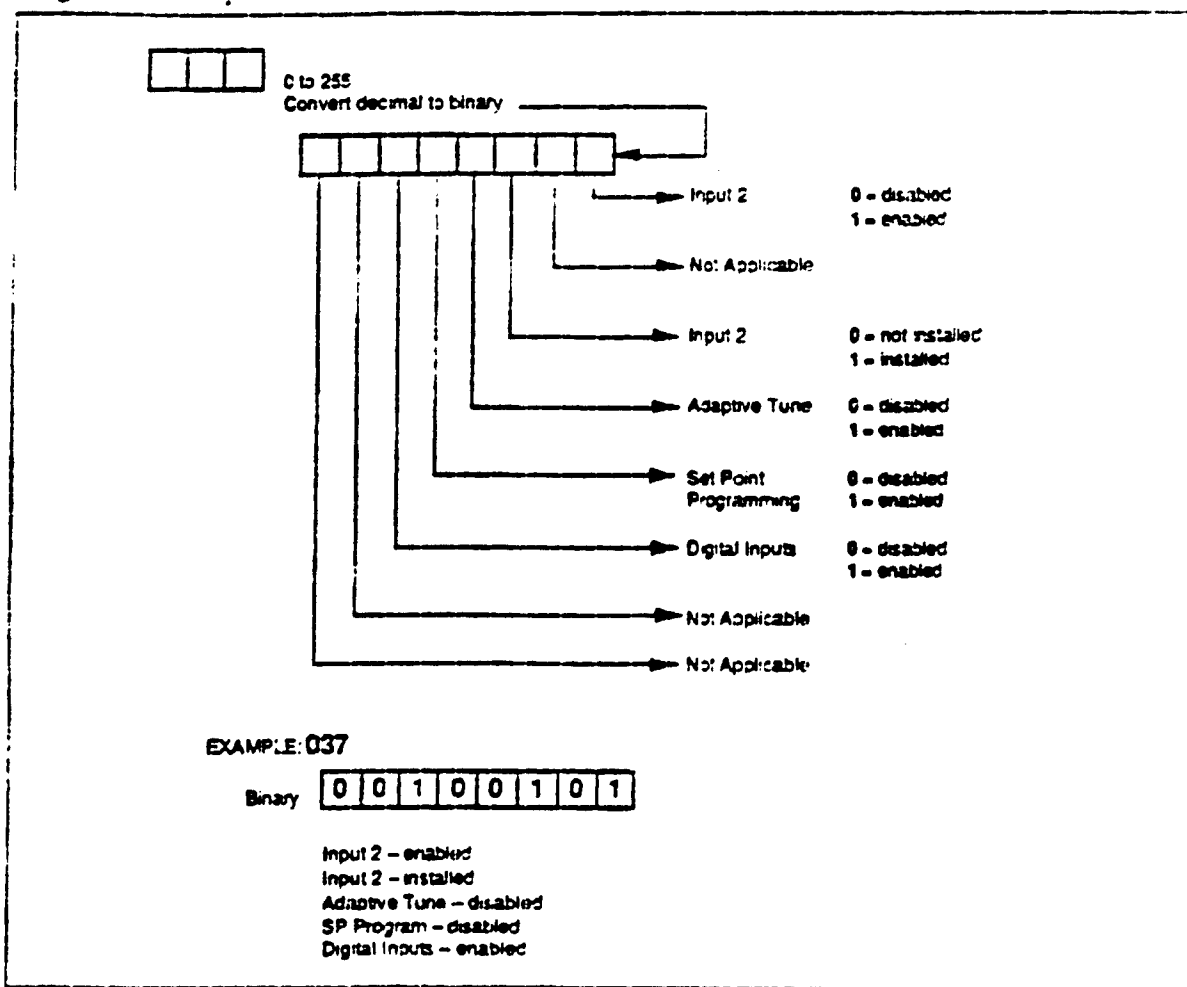 0 to 255
Convert decimal to binary
Input 2 0 = disabled
1 = enabled
Not Applicable
Input 2 0 = not installed
1 = installed
Adaptive Tune 0 = disabled
1 = enabled
Set Point 0 = disabled
Programming 1 = enabled
Digital Inputs 0 = disabled
1 = enabled
Not Applicable
Not Applicable
EXAMPLE: 037
Binary 0 0 1 0 0 1 0 1
Input 2 – enabled
Input 2 – installed
Adaptive Tune – disabled
SP Program – disabled
Digital Inputs – enabled